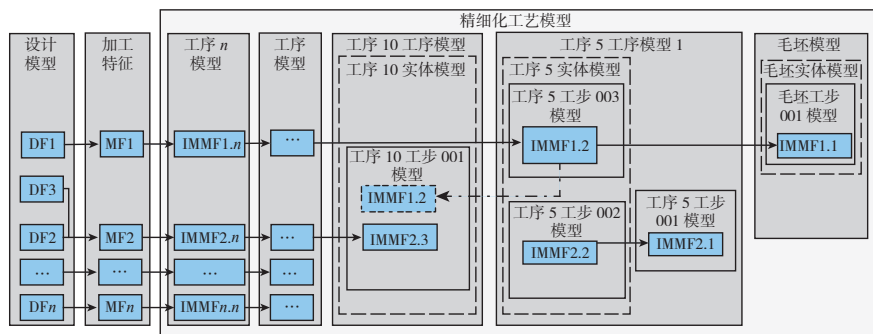 精细化工艺模型
设计
模型
加工
特征
工序 n
模型
工序
模型
工序 10 工序模型
工序 10 实体模型
工序 5 工序模型 1
工序 5 实体模型
毛坯模型
毛坯实体模型
工序 5 工步 003
模型
毛坯工步
001 模型
DF1
MF1
IMMF1.n
…
IMMF1.2
IMMF1.1
工序 10 工步 001
模型
DF3
IMMF1.2
工序 5 工步 002
模型
工序 5 工步
001 模型
DF2
MF2
IMMF2.n
…
IMMF2.3
IMMF2.2
IMMF2.1
…
…
…
…
DFn
MFn
IMMFn.n
…